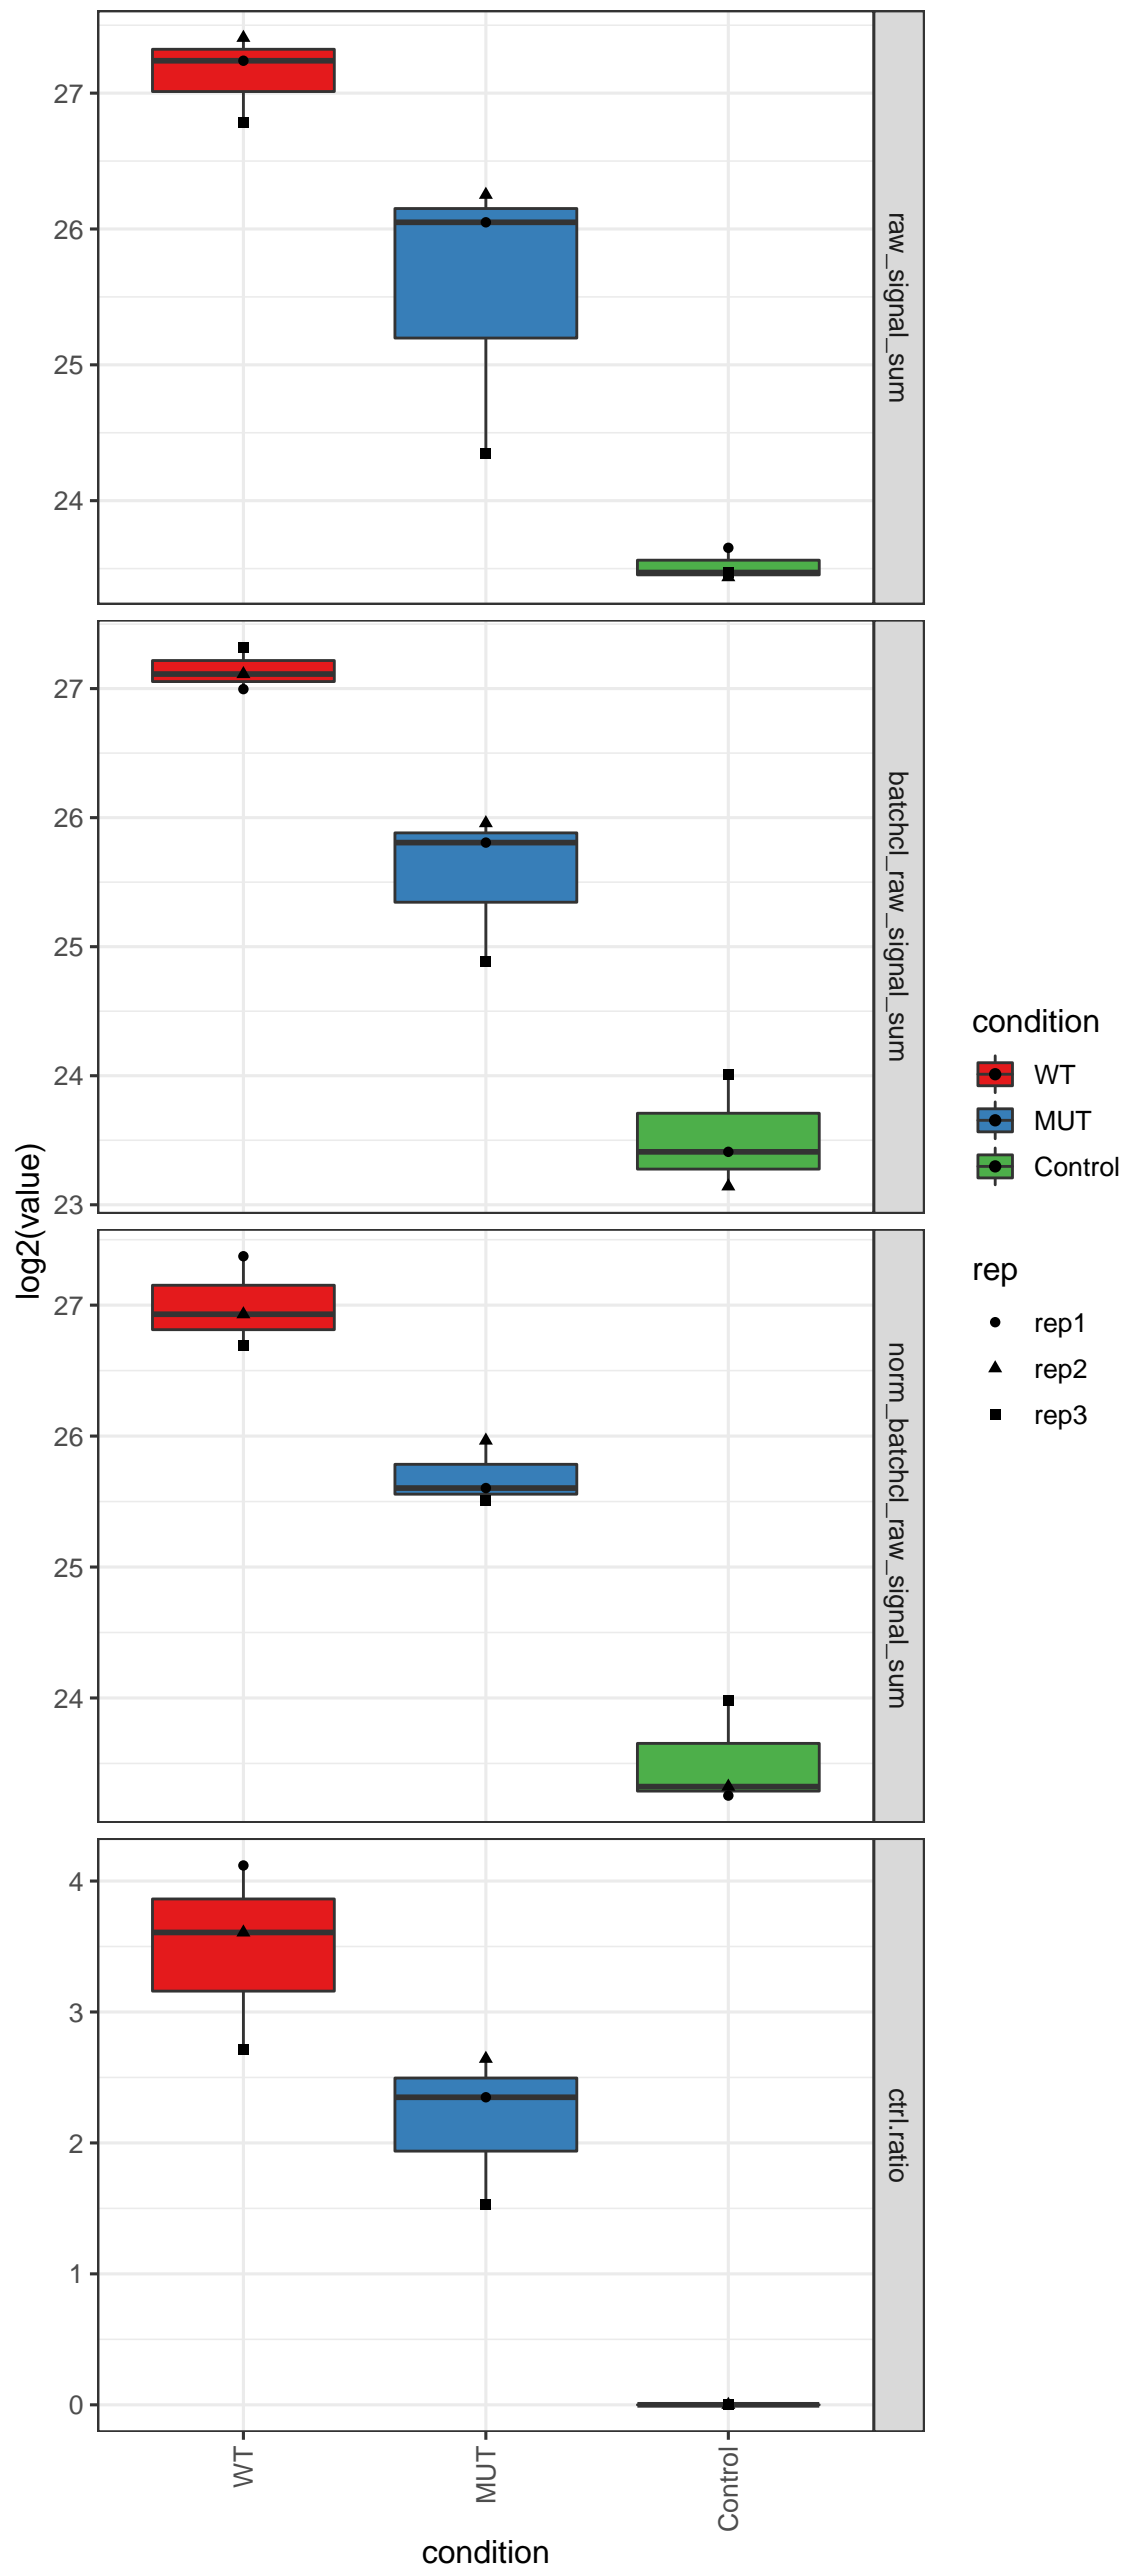 27
26
25
24
raw_signal_sum
27
26
25
24
23
batchcl_raw_signal_sum
27
26
25
24
norm_batchcl_raw_signal_sum
4
3
2
1
0
ctrl.ratio
log2(value)
WT
MUT
Control
condition
condition
WT
MUT
Control
rep
rep1
rep2
rep3